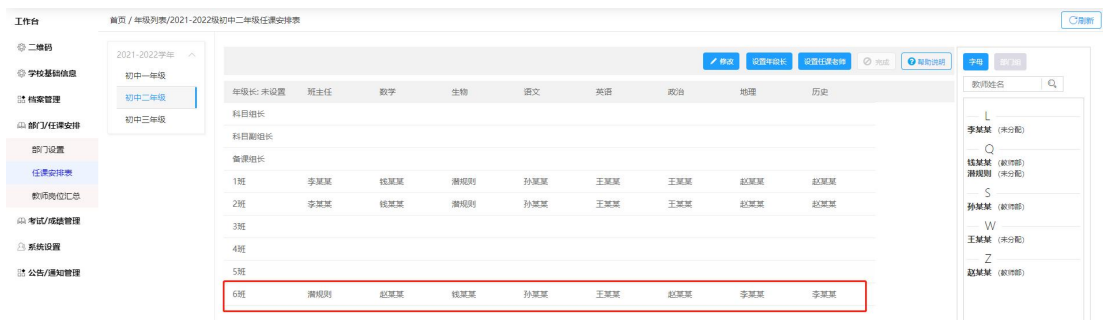 工作台
首页 / 年级列表/2021-2022级初中二年级任课安排表
刷新
二维码
学校基础信息
档案管理
部门/任课安排
部门设置
任课安排表
教师岗位汇总
考试/成绩管理
系统设置
公告/通知管理
2021-2022学年
初中一年级
初中二年级
初中三年级
修改 设置年级长 设置任课老师 完成 帮助说明
年级长: 未设置 班主任 数学 生物 语文 英语 政治 地理 历史
科目组长
科目副组长
备课组长
1班 李某某 钱某某 潜规则 孙某某 王某某 王某某 赵某某 赵某某
2班 李某某 钱某某 潜规则 孙某某 王某某 王某某 赵某某 赵某某
3班
4班
5班
6班 潜规则 赵某某 钱某某 孙某某 王某某 赵某某 李某某 李某某
字母 部门组
教师姓名
L
李某某 (未分配)
Q
钱某某 (教师部)
潜规则 (未分配)
S
孙某某 (教师部)
W
王某某 (未分配)
Z
赵某某 (教师部)